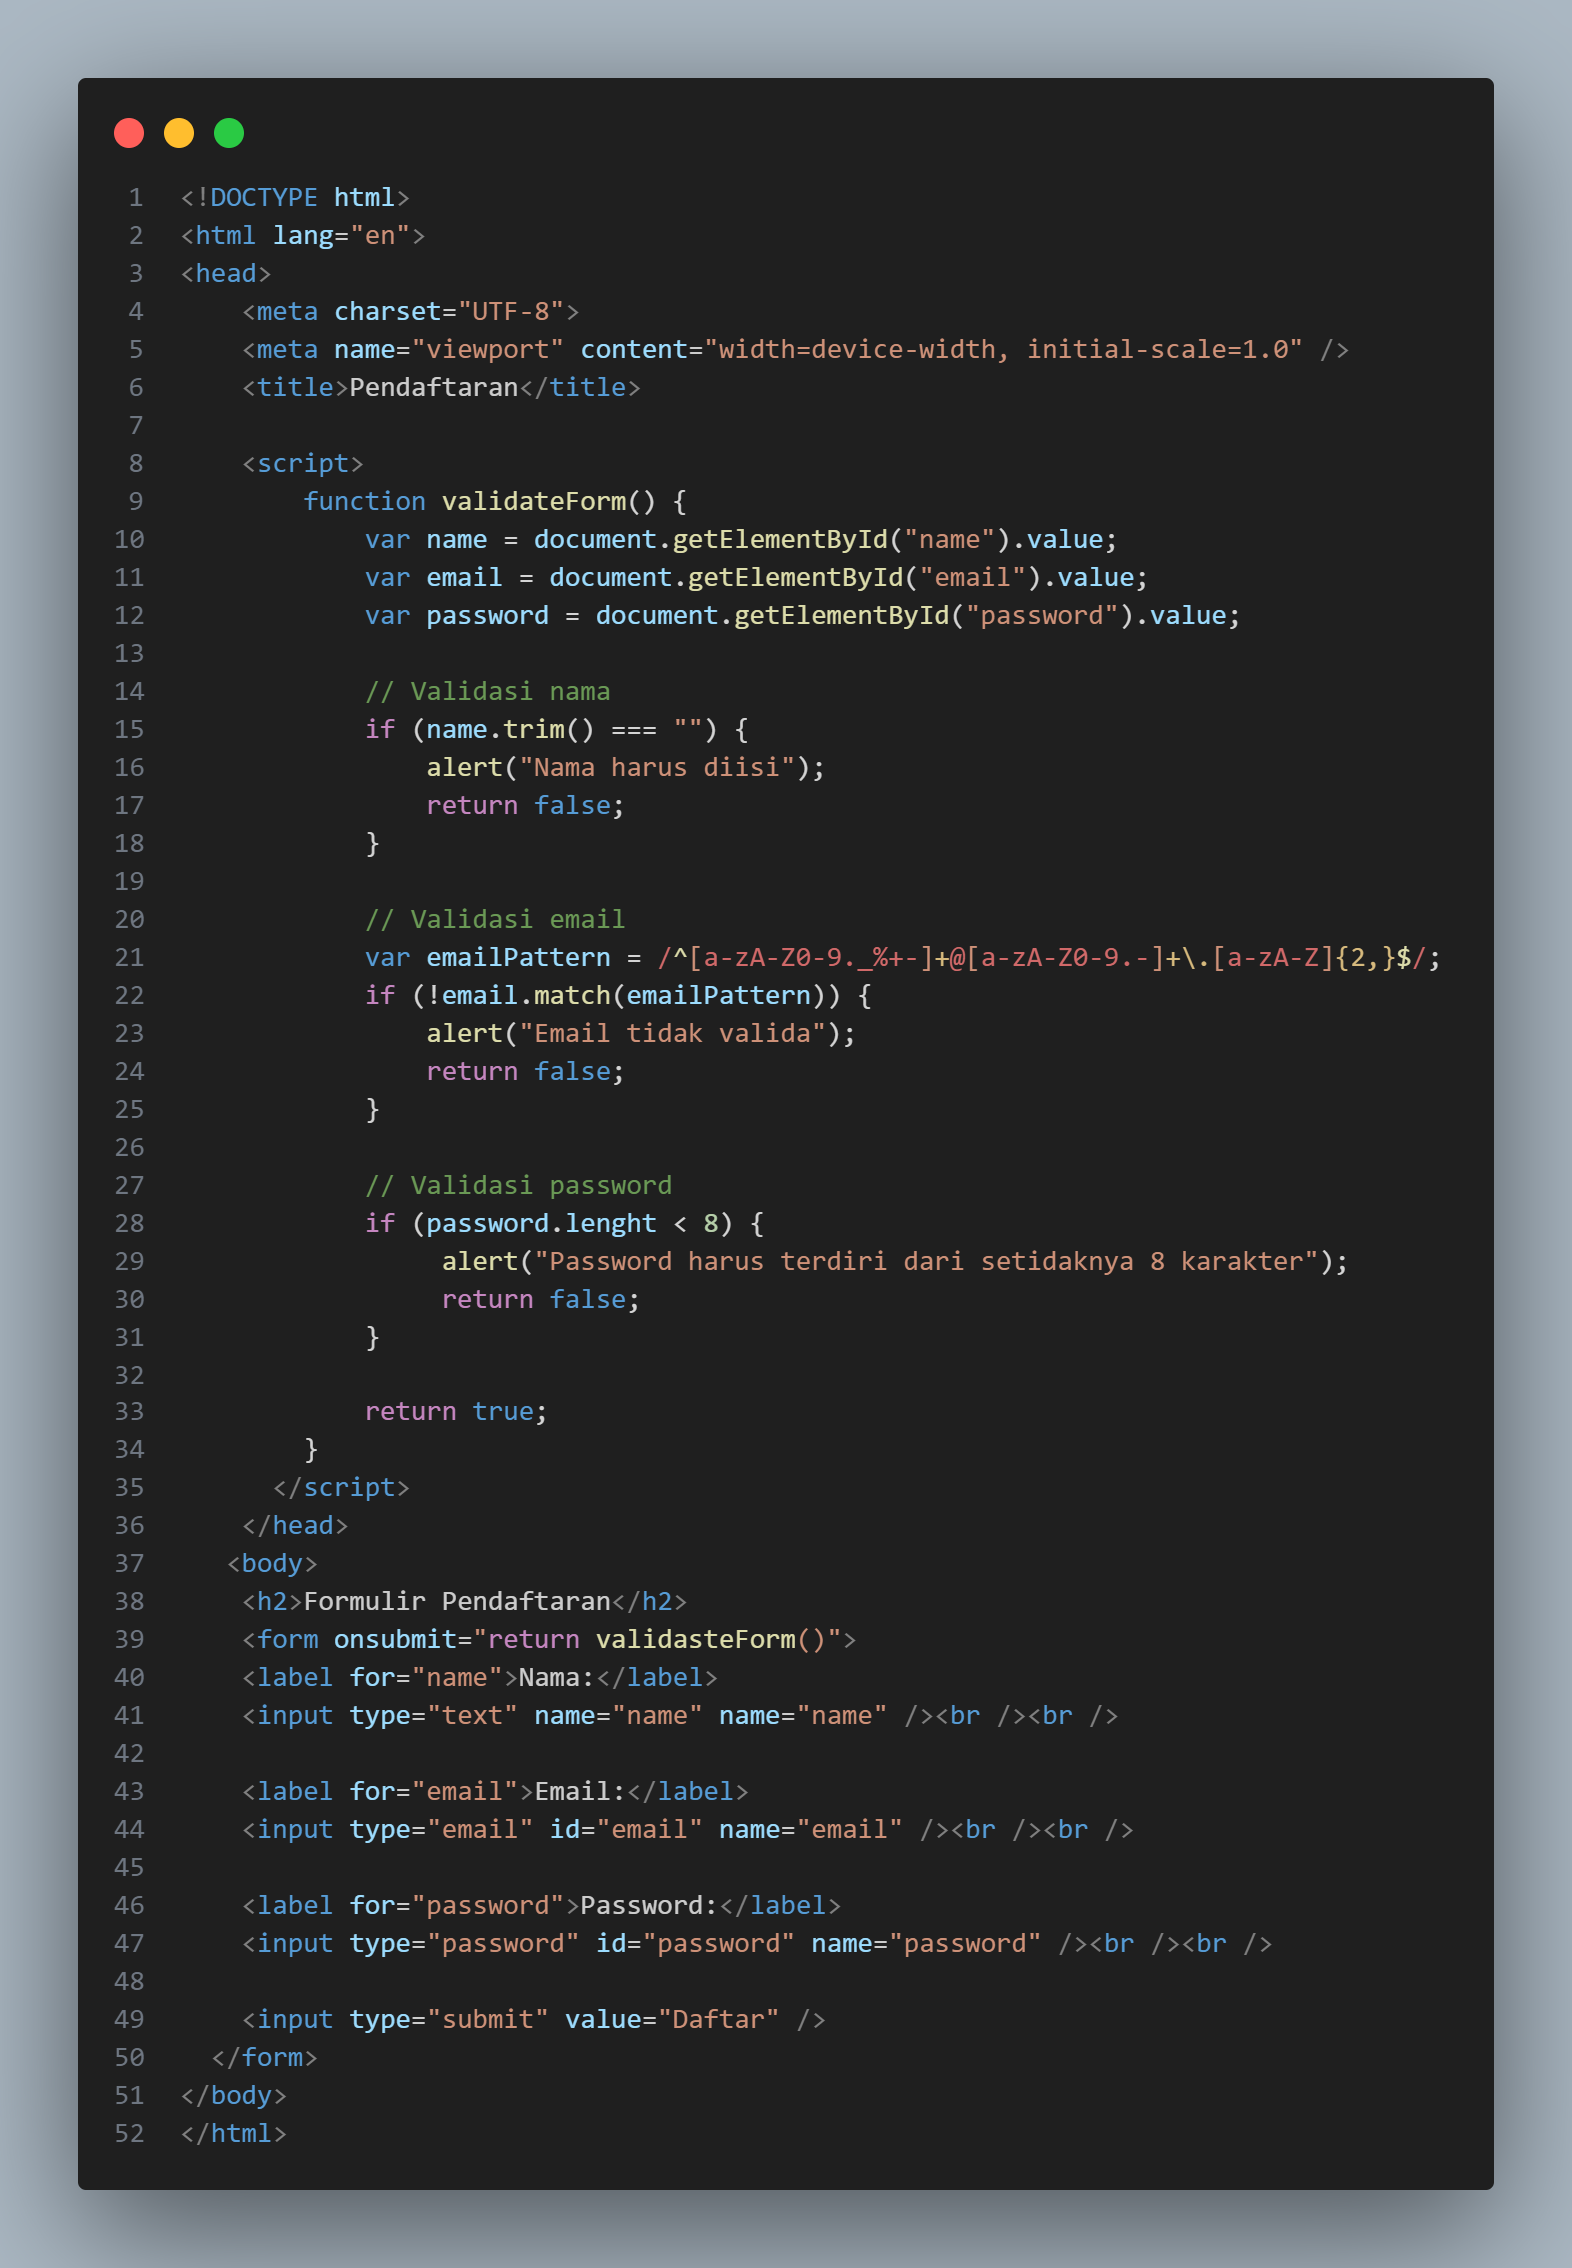 1 <!DOCTYPE html>
2 <html lang="en">
3 <head>
4     <meta charset="UTF-8">
5     <meta name="viewport" content="width=device-width, initial-scale=1.0" />
6     <title>Pendaftaran</title>
7
8     <script>
9         function validateForm() {
10             var name = document.getElementById("name").value;
11             var email = document.getElementById("email").value;
12             var password = document.getElementById("password").value;
13
14             // Validasi nama
15             if (name.trim() === "") {
16                 alert("Nama harus diisi");
17                 return false;
18             }
19
20             // Validasi email
21             var emailPattern = /^[a-zA-Z0-9._%+-]+@[a-zA-Z0-9.-]+\.[a-zA-Z]{2,}$/;
22             if (!email.match(emailPattern)) {
23                 alert("Email tidak valida");
24                 return false;
25             }
26
27             // Validasi password
28             if (password.lenght < 8) {
29                  alert("Password harus terdiri dari setidaknya 8 karakter");
30                  return false;
31             }
32
33             return true;
34         }
35       </script>
36     </head>
37    <body>
38     <h2>Formulir Pendaftaran</h2>
39     <form onsubmit="return validasteForm()">
40     <label for="name">Nama:</label>
41     <input type="text" name="name" name="name" /><br /><br />
42
43     <label for="email">Email:</label>
44     <input type="email" id="email" name="email" /><br /><br />
45
46     <label for="password">Password:</label>
47     <input type="password" id="password" name="password" /><br /><br />
48
49     <input type="submit" value="Daftar" />
50   </form>
51 </body>
52 </html>